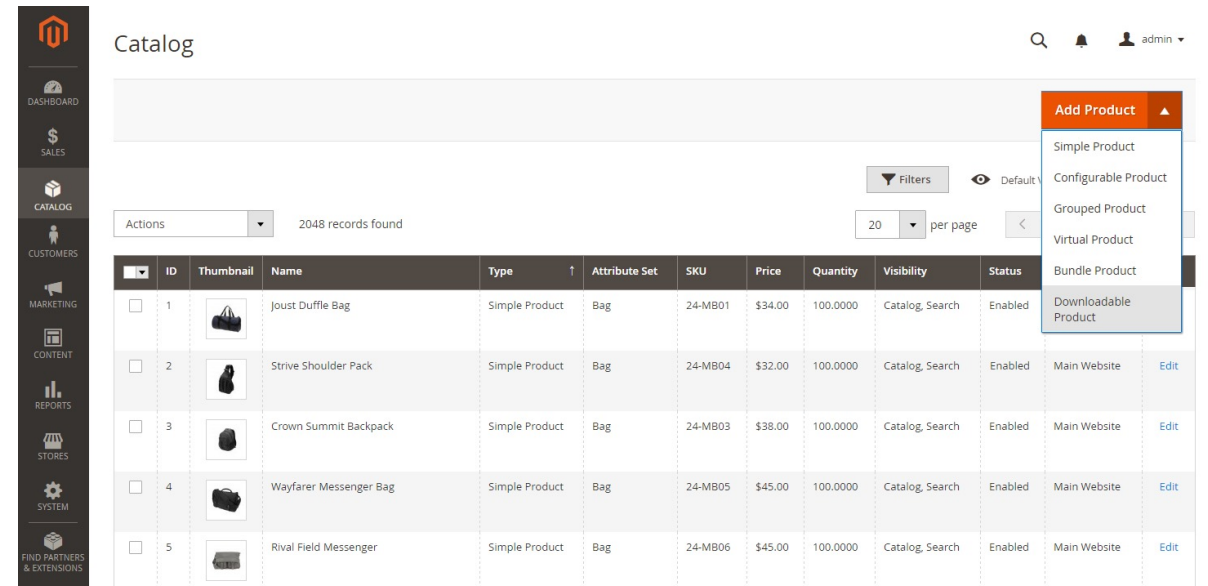 Catalog
admin
DASHBOARD
SALES
CATALOG
CUSTOMERS
MARKETING
CONTENT
REPORTS
STORES
SYSTEM
FIND PARTNERS
& EXTENSIONS
Add Product
Simple Product
Configurable Product
Grouped Product
Virtual Product
Bundle Product
Downloadable
Product
Filters
Default
Actions
2048 records found
20 per page
ID Thumbnail Name Type ↑ Attribute Set SKU Price Quantity Visibility Status
1 Joust Duffle Bag Simple Product Bag 24-MB01 $34.00 100.0000 Catalog, Search Enabled
2 Strive Shoulder Pack Simple Product Bag 24-MB04 $32.00 100.0000 Catalog, Search Enabled Main Website Edit
3 Crown Summit Backpack Simple Product Bag 24-MB03 $38.00 100.0000 Catalog, Search Enabled Main Website Edit
4 Wayfarer Messenger Bag Simple Product Bag 24-MB05 $45.00 100.0000 Catalog, Search Enabled Main Website Edit
5 Rival Field Messenger Simple Product Bag 24-MB06 $45.00 100.0000 Catalog, Search Enabled Main Website Edit